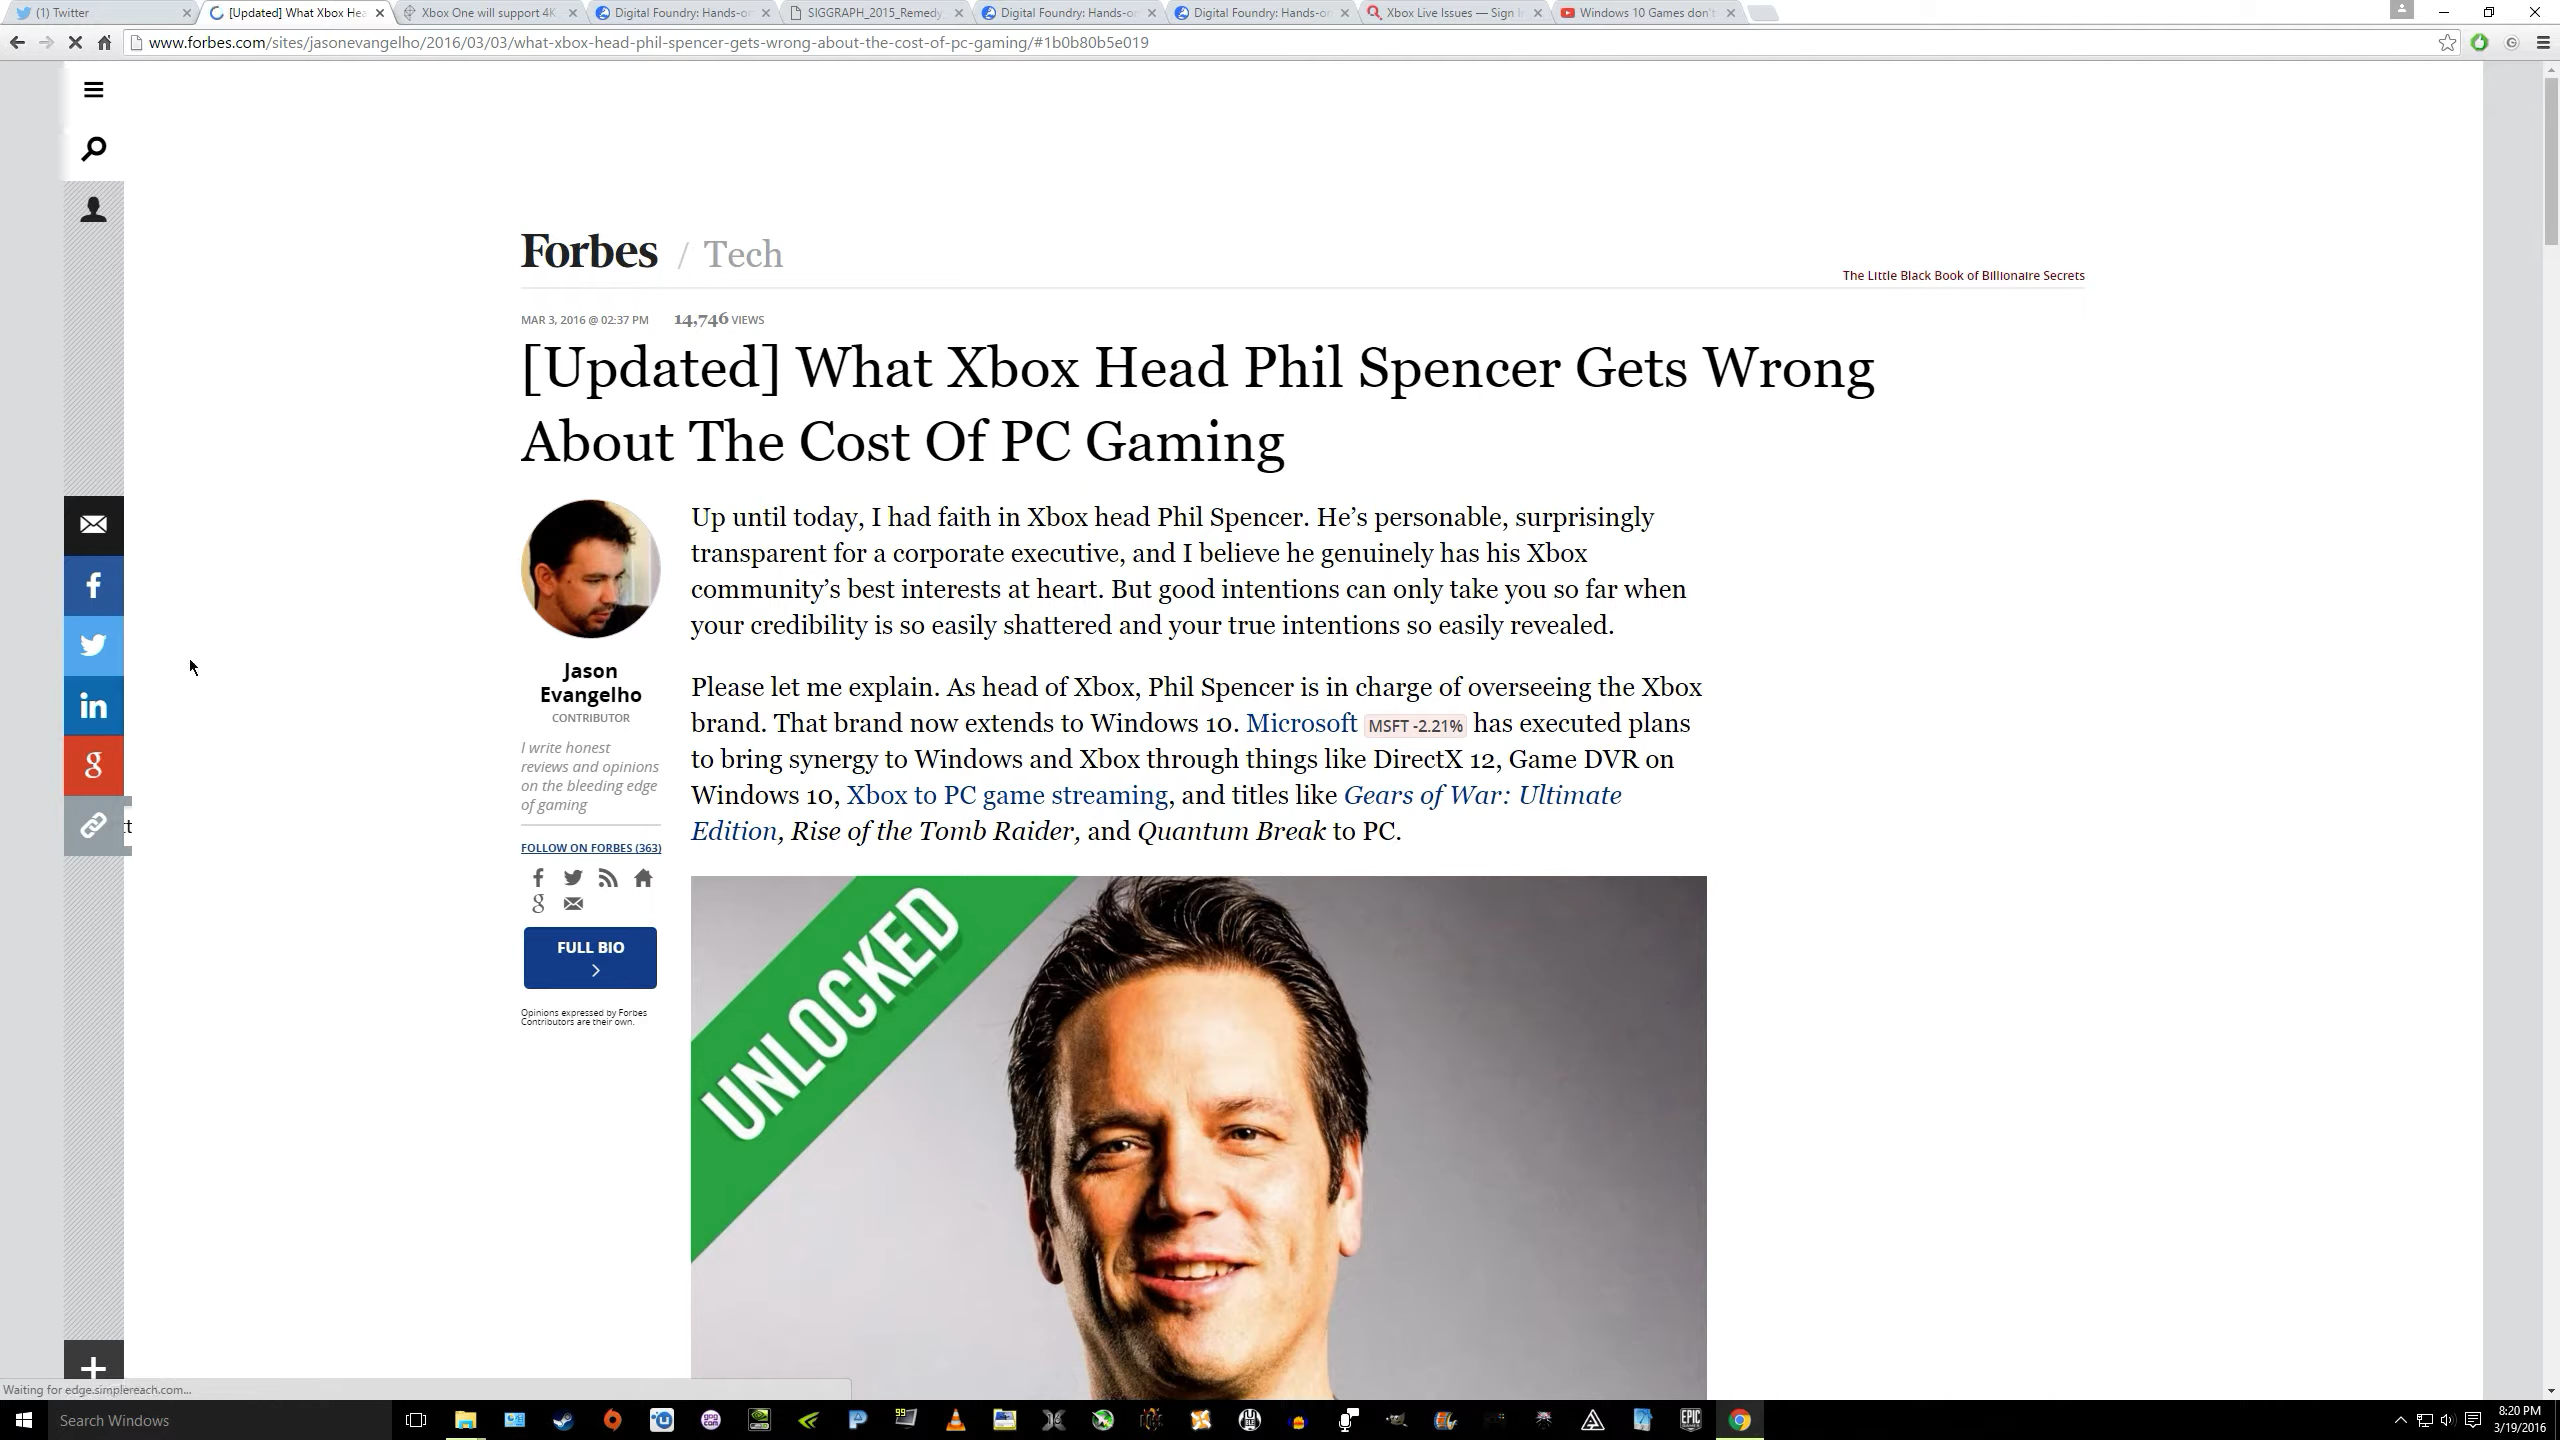 (1) Twitter
[Updated] What Xbox Hea
Xbox One will support 4K
Digital Foundry: Hands-o
SIGGRAPH_2015_Remedy
Digital Foundry: Hands-o
Digital Foundry: Hands-o
Xbox Live Issues — Sign I
Windows 10 Games don't
www.forbes.com/sites/jasonevangelho/2016/03/03/what-xbox-head-phil-spencer-gets-wrong-about-the-cost-of-pc-gaming/#1b0b80b5e019
Forbes / Tech
The Little Black Book of Billionaire Secrets
MAR 3, 2016 @ 02:37 PM 14,746 VIEWS
[Updated] What Xbox Head Phil Spencer Gets Wrong
About The Cost Of PC Gaming
Up until today, I had faith in Xbox head Phil Spencer. He's personable, surprisingly
transparent for a corporate executive, and I believe he genuinely has his Xbox
community's best interests at heart. But good intentions can only take you so far when
your credibility is so easily shattered and your true intentions so easily revealed.
Jason
Evangelho
CONTRIBUTOR
I write honest
reviews and opinions
on the bleeding edge
of gaming
FOLLOW ON FORBES (363)
FULL BIO
Opinions expressed by Forbes
Contributors are their own.
Please let me explain. As head of Xbox, Phil Spencer is in charge of overseeing the Xbox
brand. That brand now extends to Windows 10. Microsoft MSFT -2.21% has executed plans
to bring synergy to Windows and Xbox through things like DirectX 12, Game DVR on
Windows 10, Xbox to PC game streaming, and titles like Gears of War: Ultimate
Edition, Rise of the Tomb Raider, and Quantum Break to PC.
UNLOCKED
Waiting for edge.simplereach.com...
Search Windows
8:20 PM
3/19/2016